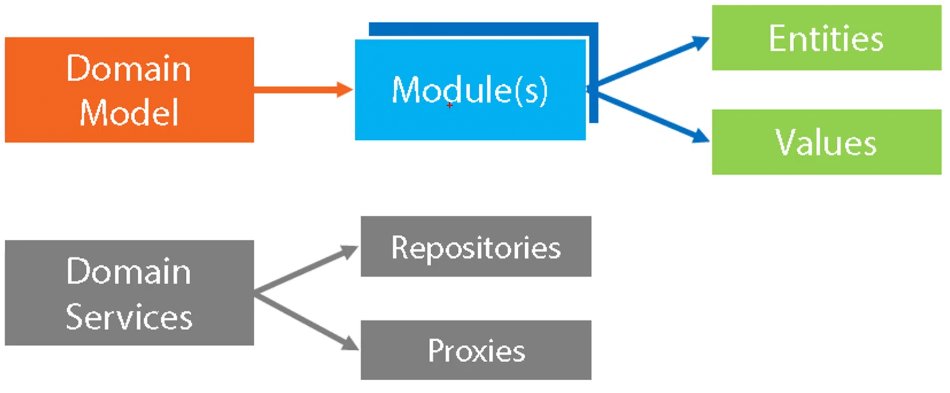 Domain
Model
Module(s)
Entities
Values
Domain
Services
Repositories
Proxies